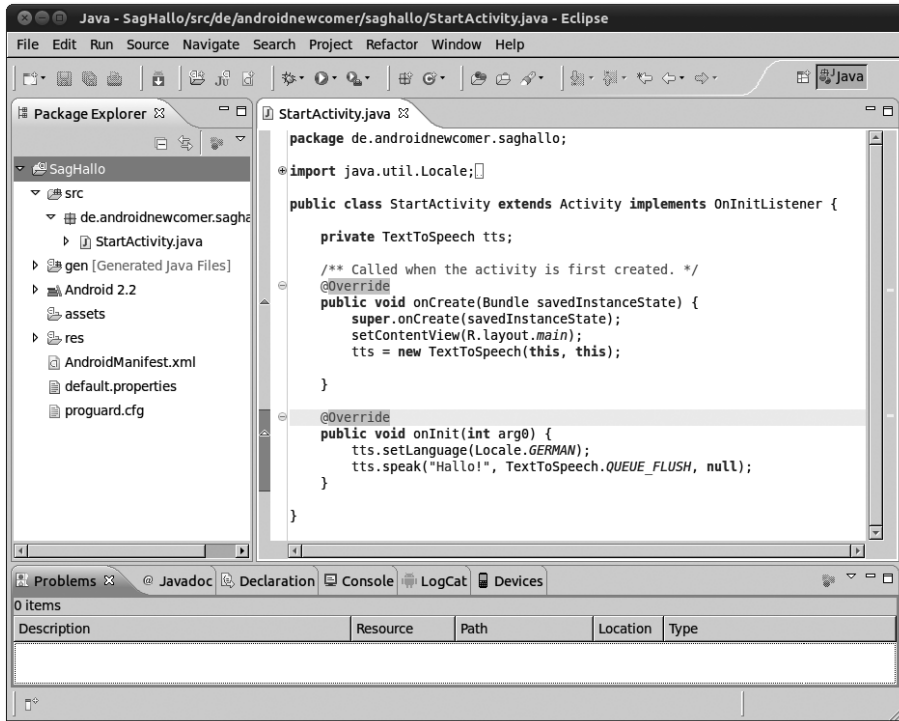 Java - SagHallo/src/de/androidnewcomer/saghallo/StartActivity.java - Eclipse
File Edit Run Source Navigate Search Project Refactor Window Help
Java
Package Explorer
SagHallo
src
de.androidnewcomer.sagha
StartActivity.java
gen [Generated Java Files]
Android 2.2
assets
res
AndroidManifest.xml
default.properties
proguard.cfg
StartActivity.java
package de.androidnewcomer.saghallo;
import java.util.Locale;
public class StartActivity extends Activity implements OnInitListener {
private TextToSpeech tts;
/** Called when the activity is first created. */
@Override
public void onCreate(Bundle savedInstanceState) {
super.onCreate(savedInstanceState);
setContentView(R.layout.main);
tts = new TextToSpeech(this, this);
}
@Override
public void onInit(int arg0) {
tts.setLanguage(Locale.GERMAN);
tts.speak("Hallo!", TextToSpeech.QUEUE_FLUSH, null);
}
}
Problems @ Javadoc Declaration Console LogCat Devices
0 items
Description Resource Path Location Type